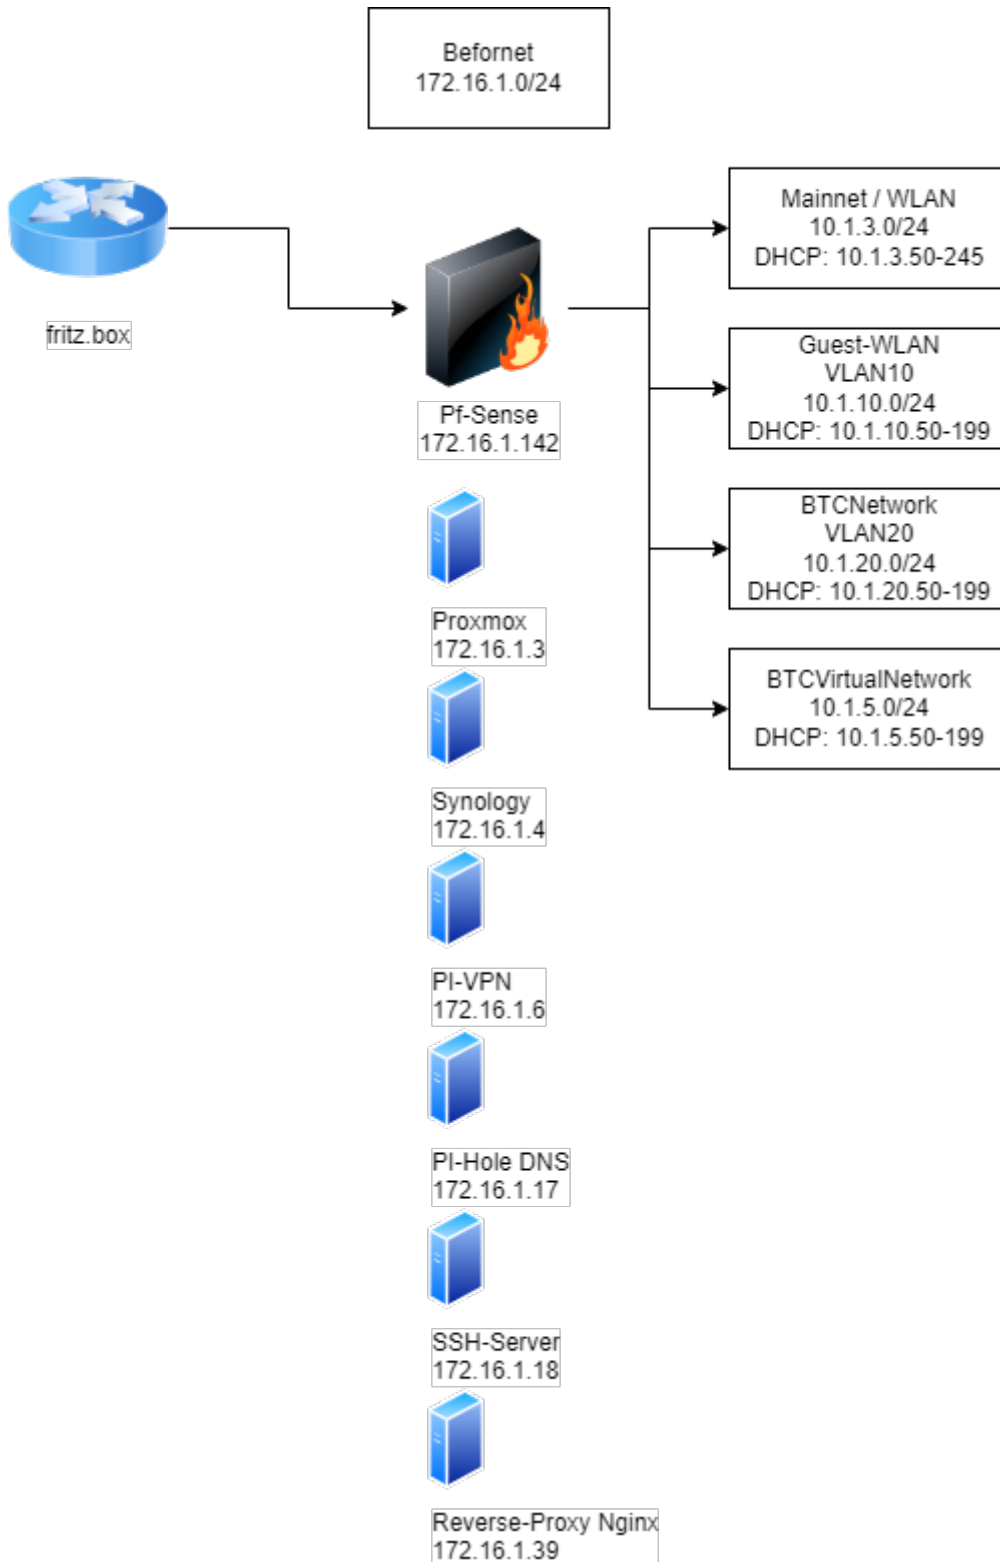 Befornet
172.16.1.0/24
fritz.box
Pf-Sense
172.16.1.142
Mainnet / WLAN
10.1.3.0/24
DHCP: 10.1.3.50-245
Guest-WLAN
VLAN10
10.1.10.0/24
DHCP: 10.1.10.50-199
BTCNetwork
VLAN20
10.1.20.0/24
DHCP: 10.1.20.50-199
BTCVirtualNetwork
10.1.5.0/24
DHCP: 10.1.5.50-199
Proxmox
172.16.1.3
Synology
172.16.1.4
PI-VPN
172.16.1.6
PI-Hole DNS
172.16.1.17
SSH-Server
172.16.1.18
Reverse-Proxy Nginx
172.16.1.39